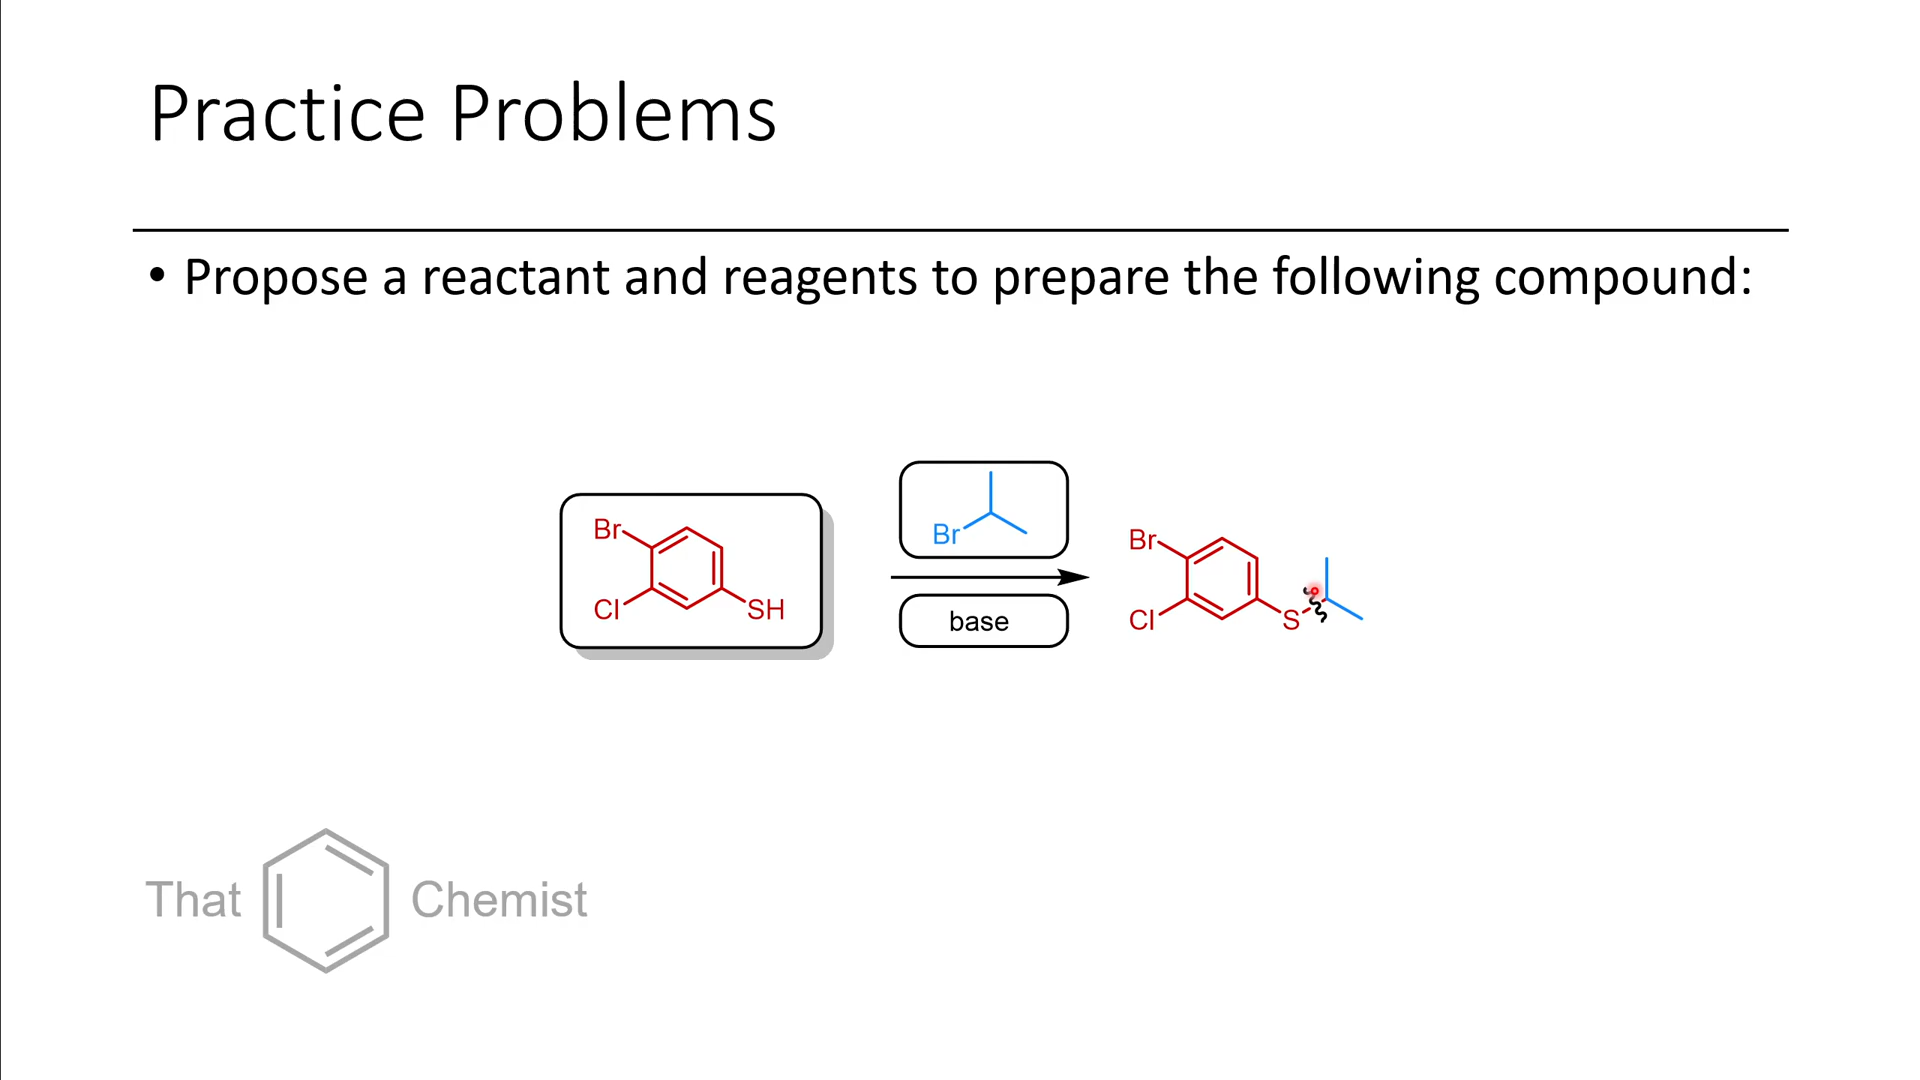 Practice Problems
• Propose a reactant and reagents to prepare the following compound:
Br
Cl
SH
Br
base
Br
Cl
S
That Chemist